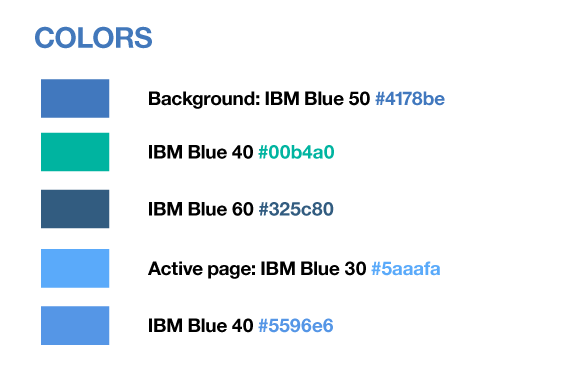 COLORS
Background: IBM Blue 50 #4178be
IBM Blue 40 #00b4a0
IBM Blue 60 #325c80
Active page: IBM Blue 30 #5aaafa
IBM Blue 40 #5596e6